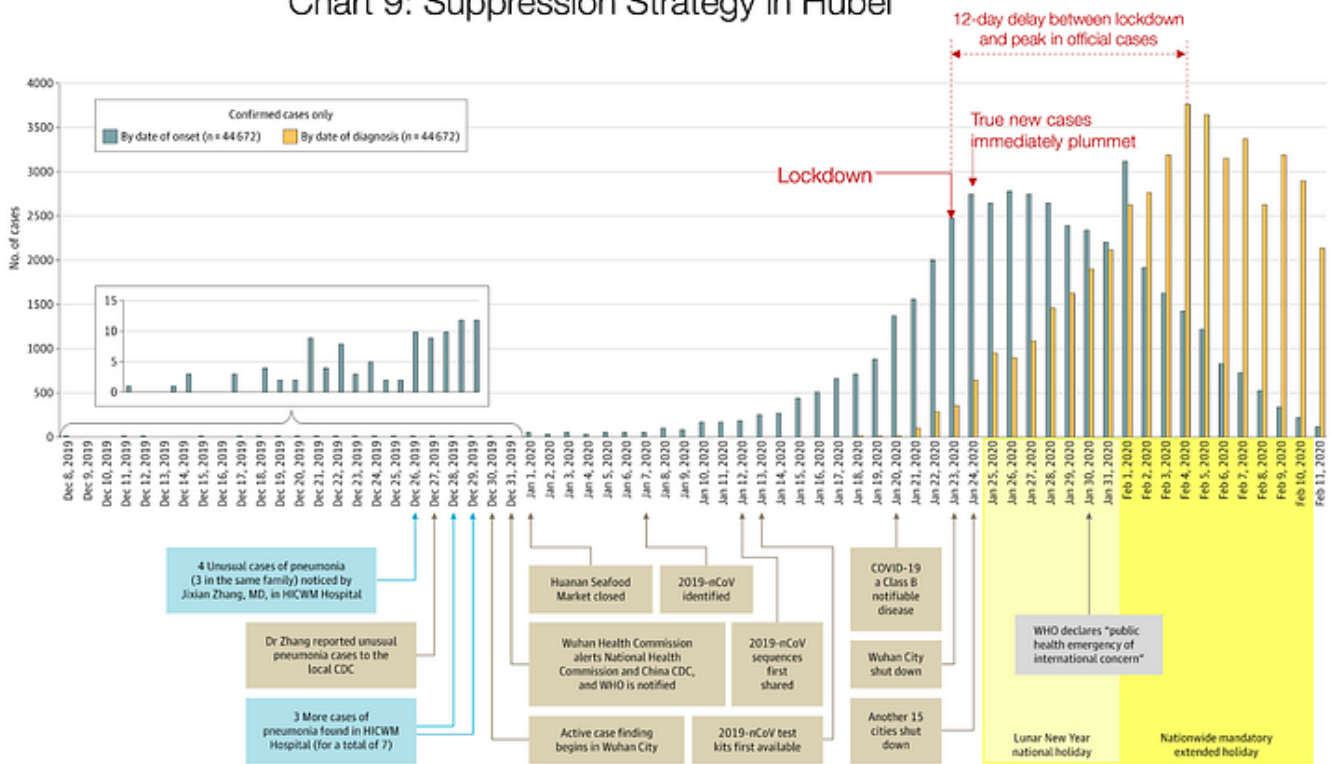 Chart 9: Suppression Strategy in Hubei
12-day delay between lockdown
and peak in official cases
4000
3500
3000
2500
2000
1500
1000
500
0
No. of cases
Confirmed cases only
By date of onset (n = 44 672)
By date of diagnosis (n = 44 672)
True new cases
immediately plummet
Lockdown
15
10
5
0
Dec 8, 2019
Dec 9, 2019
Dec 10, 2019
Dec 11, 2019
Dec 12, 2019
Dec 13, 2019
Dec 14, 2019
Dec 15, 2019
Dec 16, 2019
Dec 17, 2019
Dec 18, 2019
Dec 19, 2019
Dec 20, 2019
Dec 21, 2019
Dec 22, 2019
Dec 23, 2019
Dec 24, 2019
Dec 25, 2019
Dec 26, 2019
Dec 27, 2019
Dec 28, 2019
Dec 29, 2019
Dec 30, 2019
Dec 31, 2019
Jan 1, 2020
Jan 2, 2020
Jan 3, 2020
Jan 4, 2020
Jan 5, 2020
Jan 6, 2020
Jan 7, 2020
Jan 8, 2020
Jan 9, 2020
Jan 10, 2020
Jan 11, 2020
Jan 12, 2020
Jan 13, 2020
Jan 14, 2020
Jan 15, 2020
Jan 16, 2020
Jan 17, 2020
Jan 18, 2020
Jan 19, 2020
Jan 20, 2020
Jan 21, 2020
Jan 22, 2020
Jan 23, 2020
Jan 24, 2020
Jan 25, 2020
Jan 26, 2020
Jan 27, 2020
Jan 28, 2020
Jan 29, 2020
Jan 30, 2020
Jan 31, 2020
Feb 1, 2020
Feb 2, 2020
Feb 3, 2020
Feb 4, 2020
Feb 5, 2020
Feb 6, 2020
Feb 7, 2020
Feb 8, 2020
Feb 9, 2020
Feb 10, 2020
Feb 11, 2020
4 Unusual cases of pneumonia
(3 in the same family) noticed by
Jixian Zhang, MD, in HICWM Hospital
Dr Zhang reported unusual
pneumonia cases to the
local CDC
3 More cases of
pneumonia found in HICWM
Hospital (for a total of 7)
Huanan Seafood
Market closed
2019-nCoV
identified
Wuhan Health Commission
alerts National Health
Commission and China CDC,
and WHO is notified
2019-nCoV
sequences
first
shared
Active case finding
begins in Wuhan City
2019-nCoV test
kits first available
COVID-19
a Class B
notifiable
disease
Wuhan City
shut down
Another 15
cities shut
down
WHO declares "public
health emergency of
international concern"
Lunar New Year
national holiday
Nationwide mandatory
extended holiday